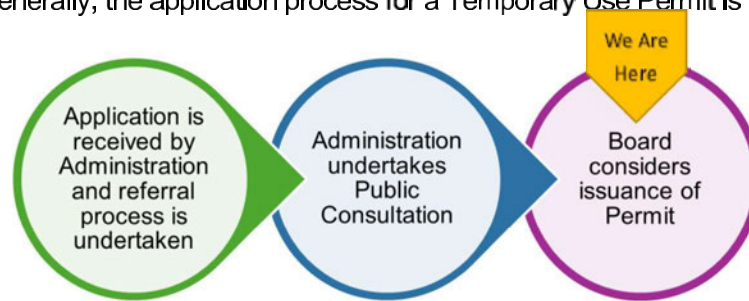 enerally, the application process for a Temporary Use Permit is
We Are
Here
Application is
received by
Administration
and referral
process is
undertaken
Administration
undertakes
Public
Consultation
Board
considers
issuance of
Permit